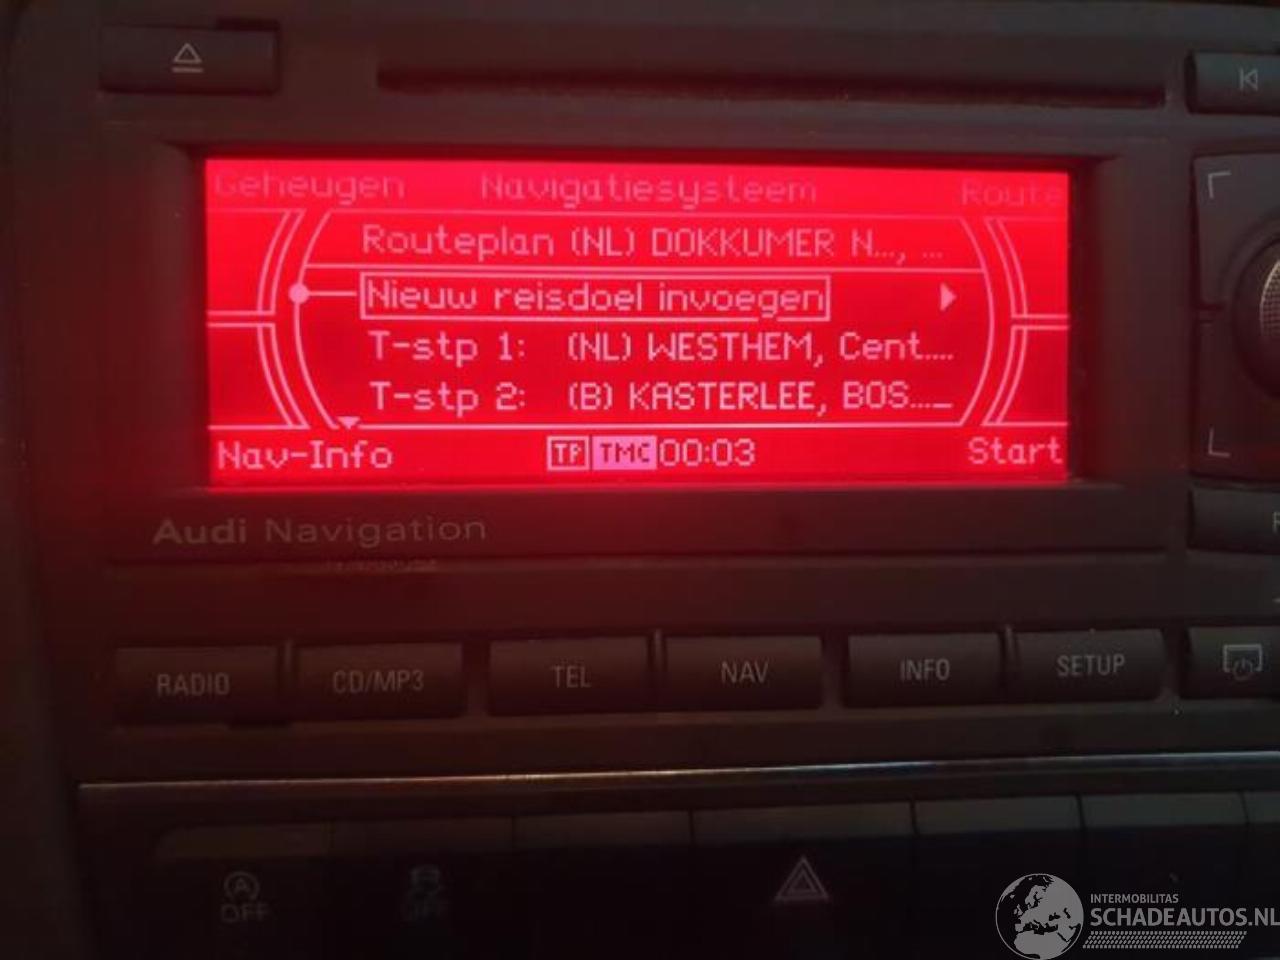 Geheugen Navigatiesysteem Route
Routeplan (NL) DOKKUMER N..., ...
Nieuw reisdoel invoegen
T-stp 1: (NL) WESTHEM, Cent....
T-stp 2: (B) KASTERLEE, BOS...._
Nav-Info TP TMC 00:03 Start
Audi Navigation
RADIO CD/MP3 TEL NAV INFO SETUP
A
OFF OFF
INTERMOBILITAS
SCHADEAUTOS.NL